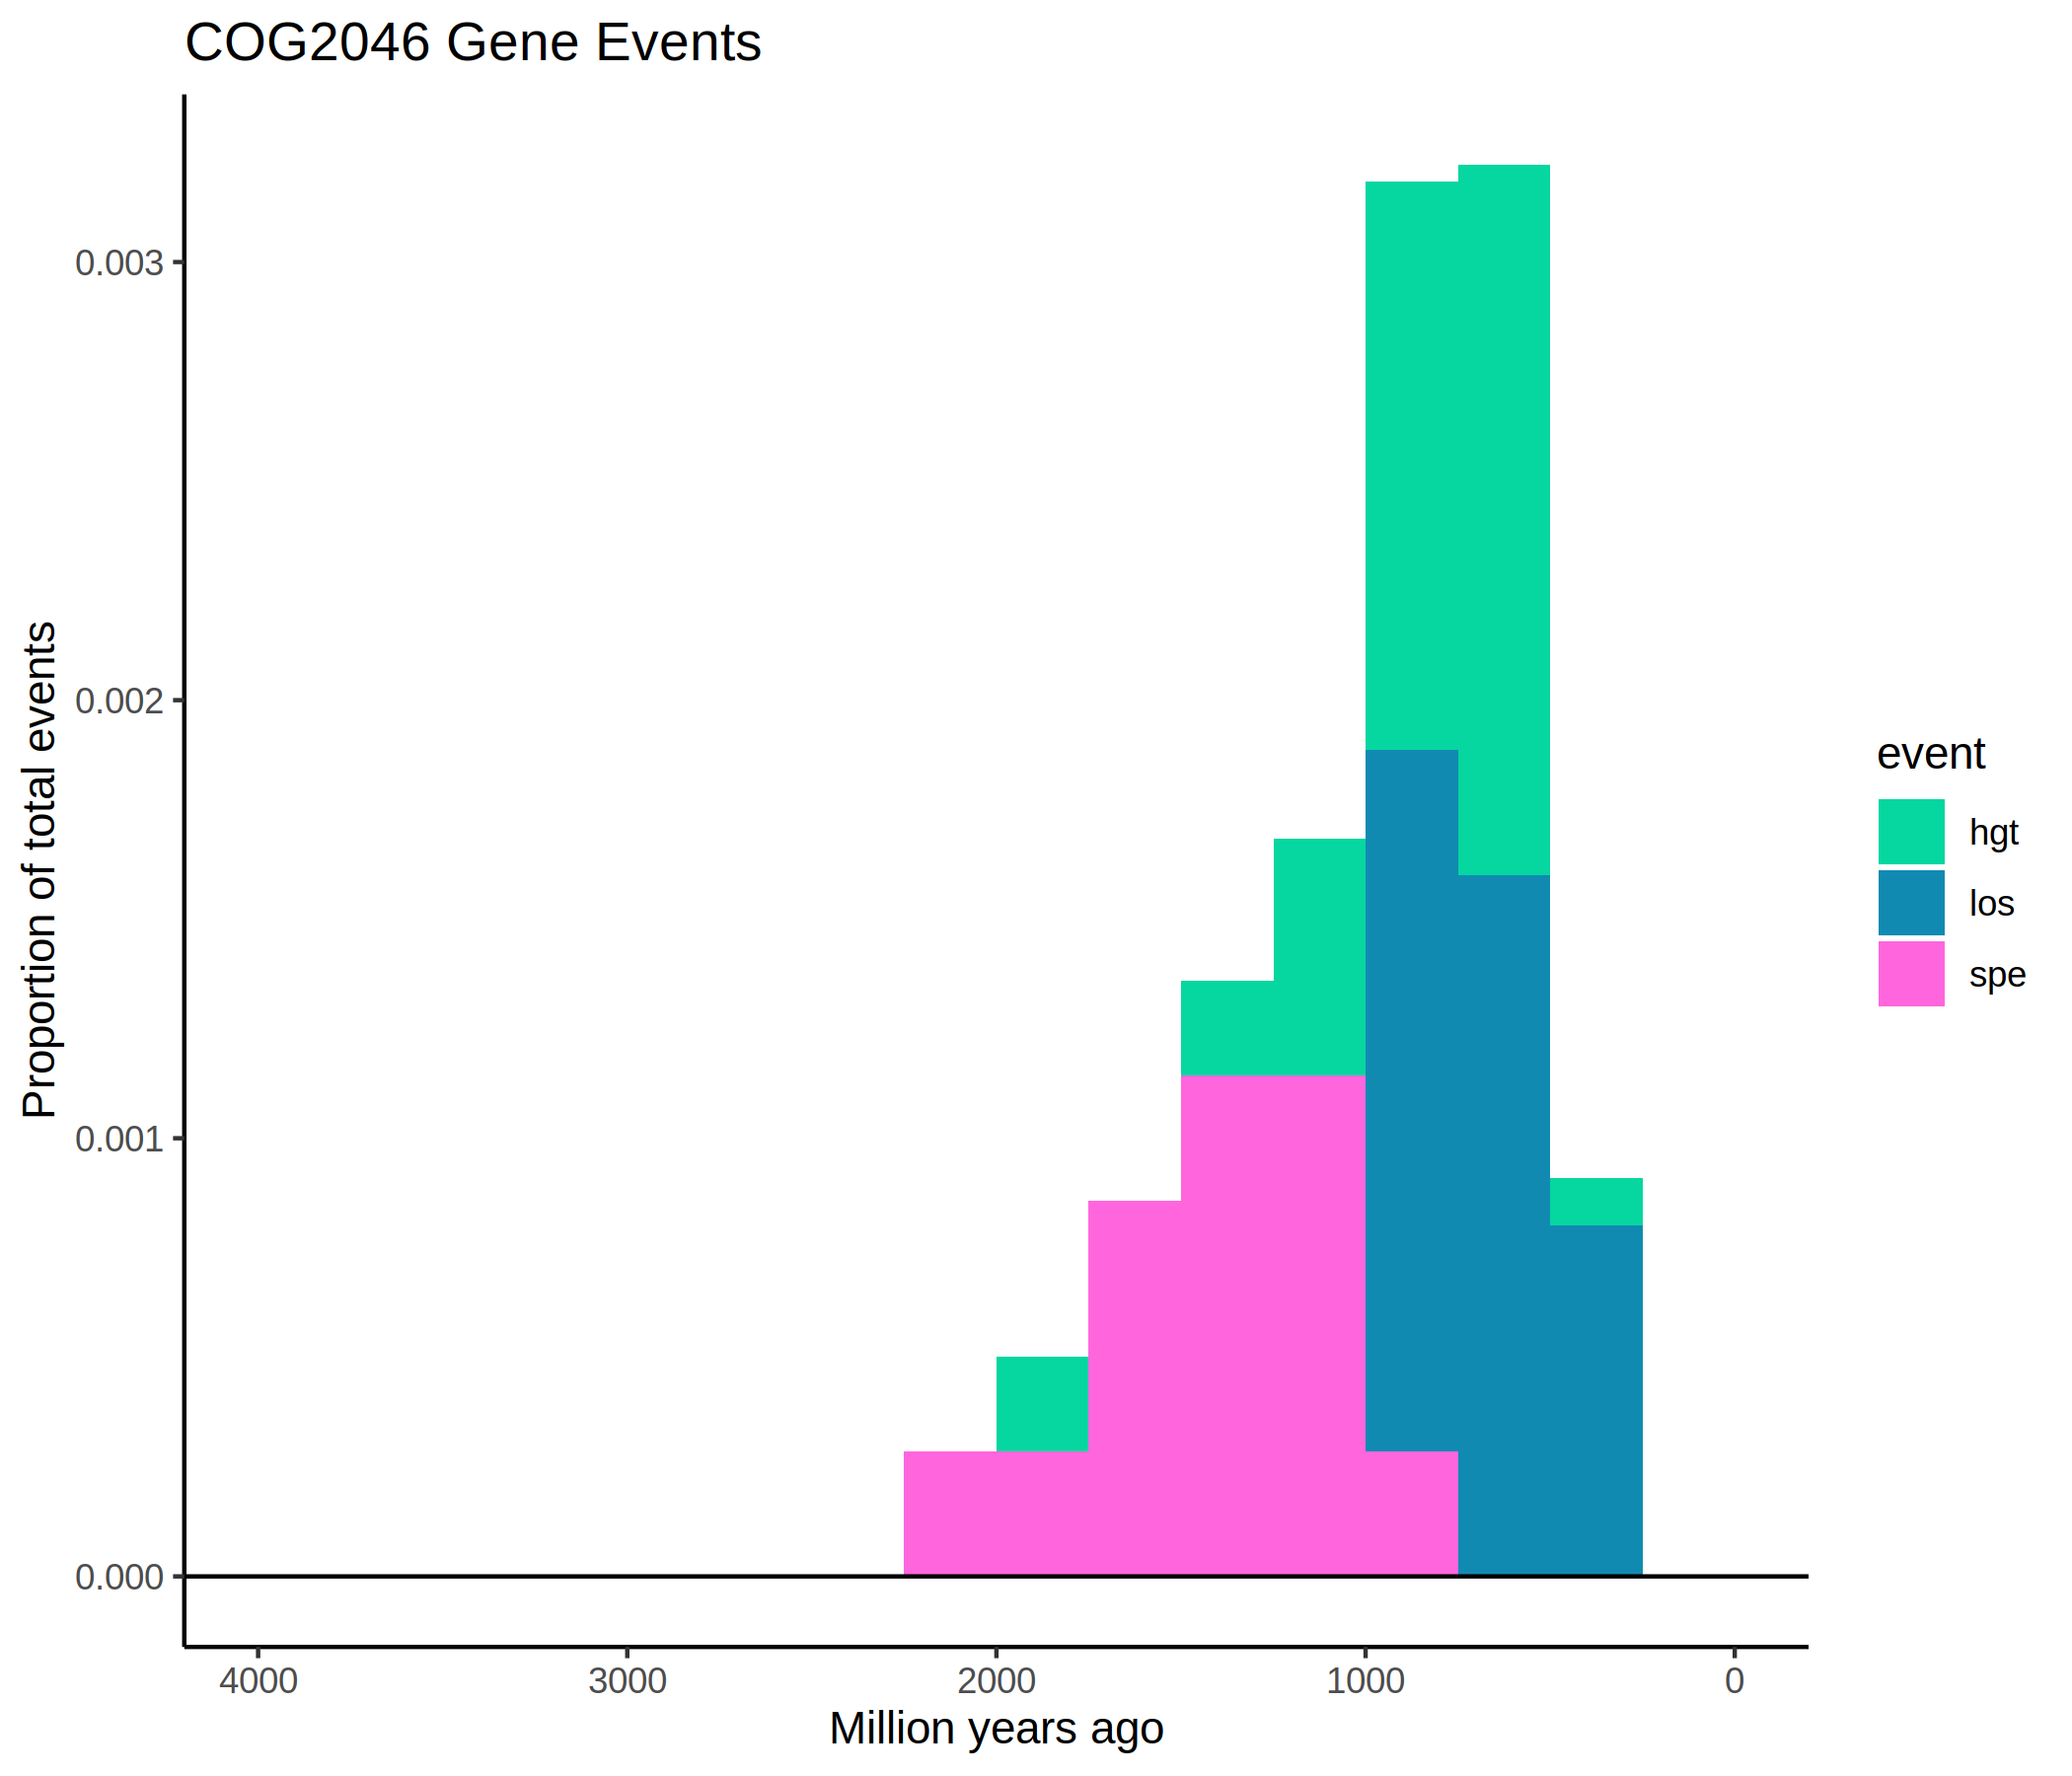 COG2046 Gene Events
Proportion of total events
0.003
0.002
0.001
0.000
4000 3000 2000 1000 0
Million years ago
event
hgt
los
spe